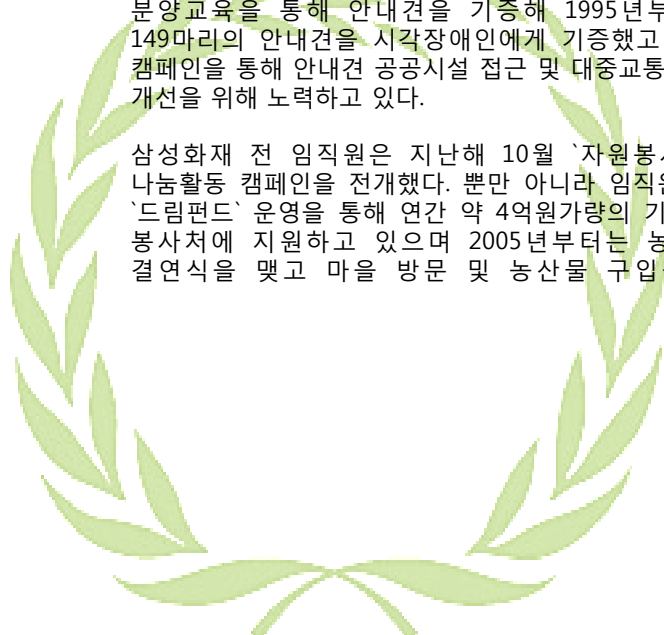 분양교육을 통해 안내견을 기증해 1995년부
149마리의 안내견을 시각장애인에게 기증했고
캠페인을 통해 안내견 공공시설 접근 및 대중교통
개선을 위해 노력하고 있다.
삼성화재 전 임직원은 지난해 10월 `자원봉사
나눔활동 캠페인을 전개했다. 뿐만 아니라 임직원
`드림펀드` 운영을 통해 연간 약 4억원가량의 기
봉사처에 지원하고 있으며 2005년부터는 농
결연식을 맺고 마을 방문 및 농산물 구입